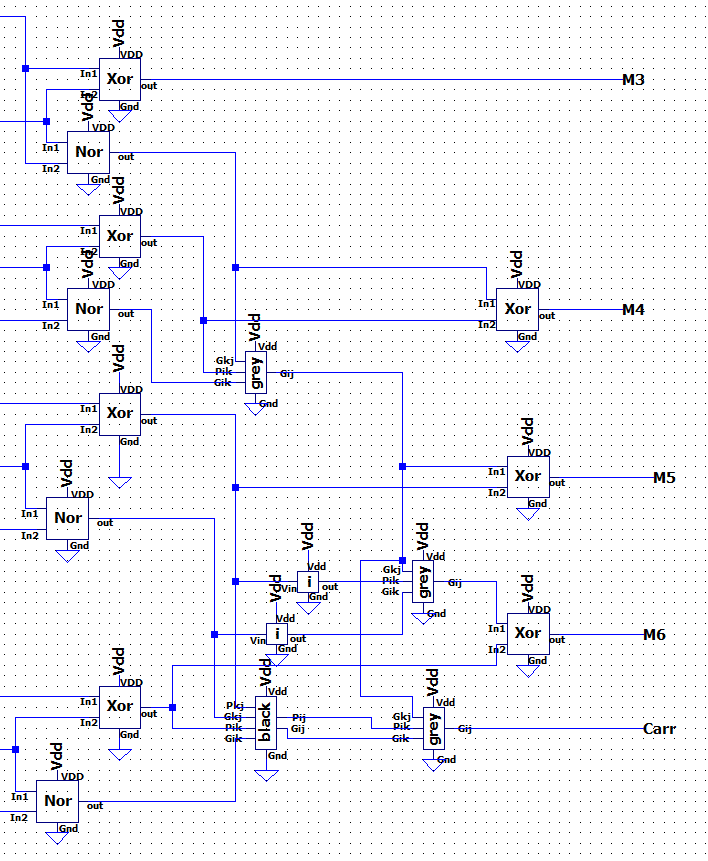 Vdd
VDD
In1
Xor
M3
In2
out
Vdd
Gnd
VDD
In1
Nor
out
In2
Gnd
Vdd
VDD
In1
Xor
out
In2
Vdd
Gnd
VDD
In1
Nor
out
In2
Gnd
Vdd
VDD
In1
Xor
out
M4
In2
Gnd
Vdd
Vdd
Gkj
Pik
Gik
grey
Gij
Gnd
Vdd
VDD
In1
Xor
out
In2
Gnd
Vdd
VDD
In1
Xor
out
M5
In2
Gnd
Vdd
VDD
In1
Nor
out
In2
Gnd
Vdd
Vdd
Vin
i
out
Gnd
Vdd
Vdd
Gkj
Pik
Gik
grey
Gij
Gnd
Vdd
Vdd
Vin
i
out
Gnd
Vdd
VDD
In1
Xor
out
M6
In2
Gnd
Vdd
VDD
In1
Xor
out
In2
Gnd
Vdd
Vdd
Pkj
Gkj
Pik
Gik
black
Pij
Gij
Gnd
Vdd
Vdd
Gkj
Pik
Gik
grey
Gij
Carr
Gnd
Vdd
VDD
In1
Nor
out
In2
Gnd